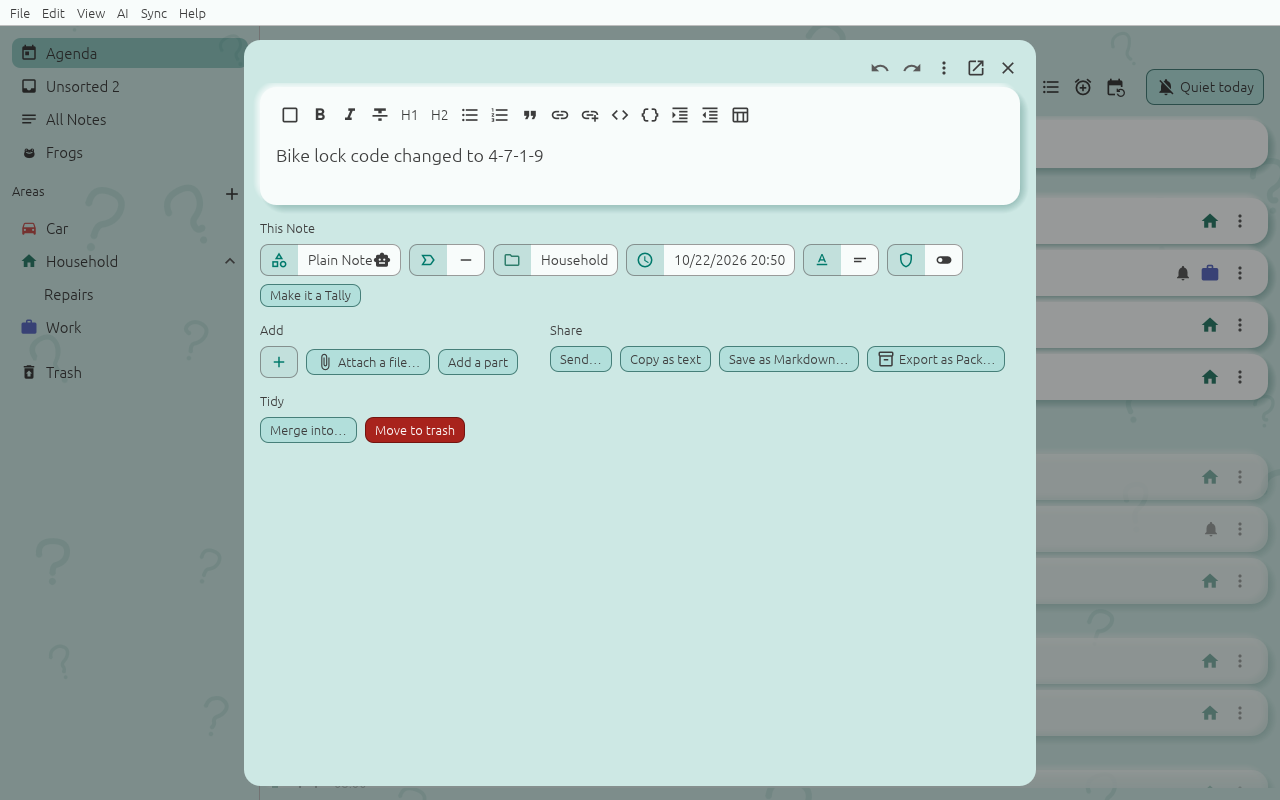 File Edit View AI Sync Help
Agenda
Unsorted 2
All Notes
Frogs
Areas
Car
Household
Repairs
Work
Trash
Quiet today
H1 H2
Bike lock code changed to 4-7-1-9
This Note
Plain Note
Household
10/22/2026 20:50
Make it a Tally
Add
Attach a file...
Add a part
Share
Send...
Copy as text
Save as Markdown...
Export as Pack...
Tidy
Merge into...
Move to trash